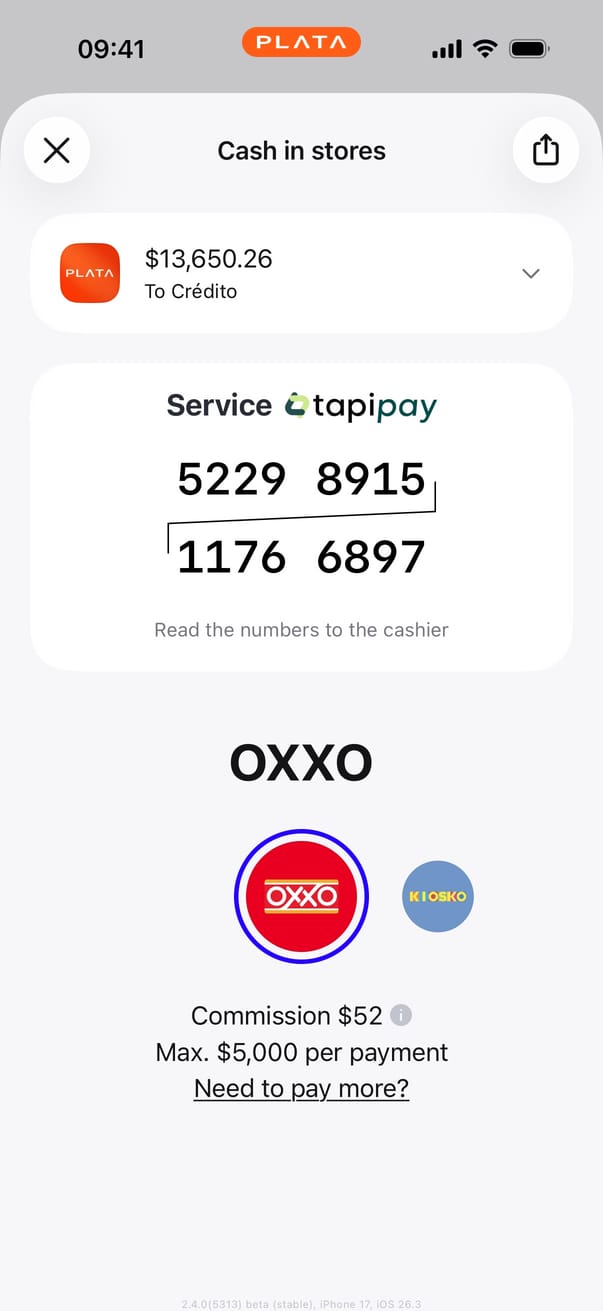 09:41
PLATA
Cash in stores
PLATA
$13,650.26
To Crédito
Service tapipay
5229 8915
1176 6897
Read the numbers to the cashier
OXXO
OXXO
KIOSKO
Commission $52 i
Max. $5,000 per payment
Need to pay more?
2.4.0(5313) beta (stable), iPhone 17, iOS 26.3